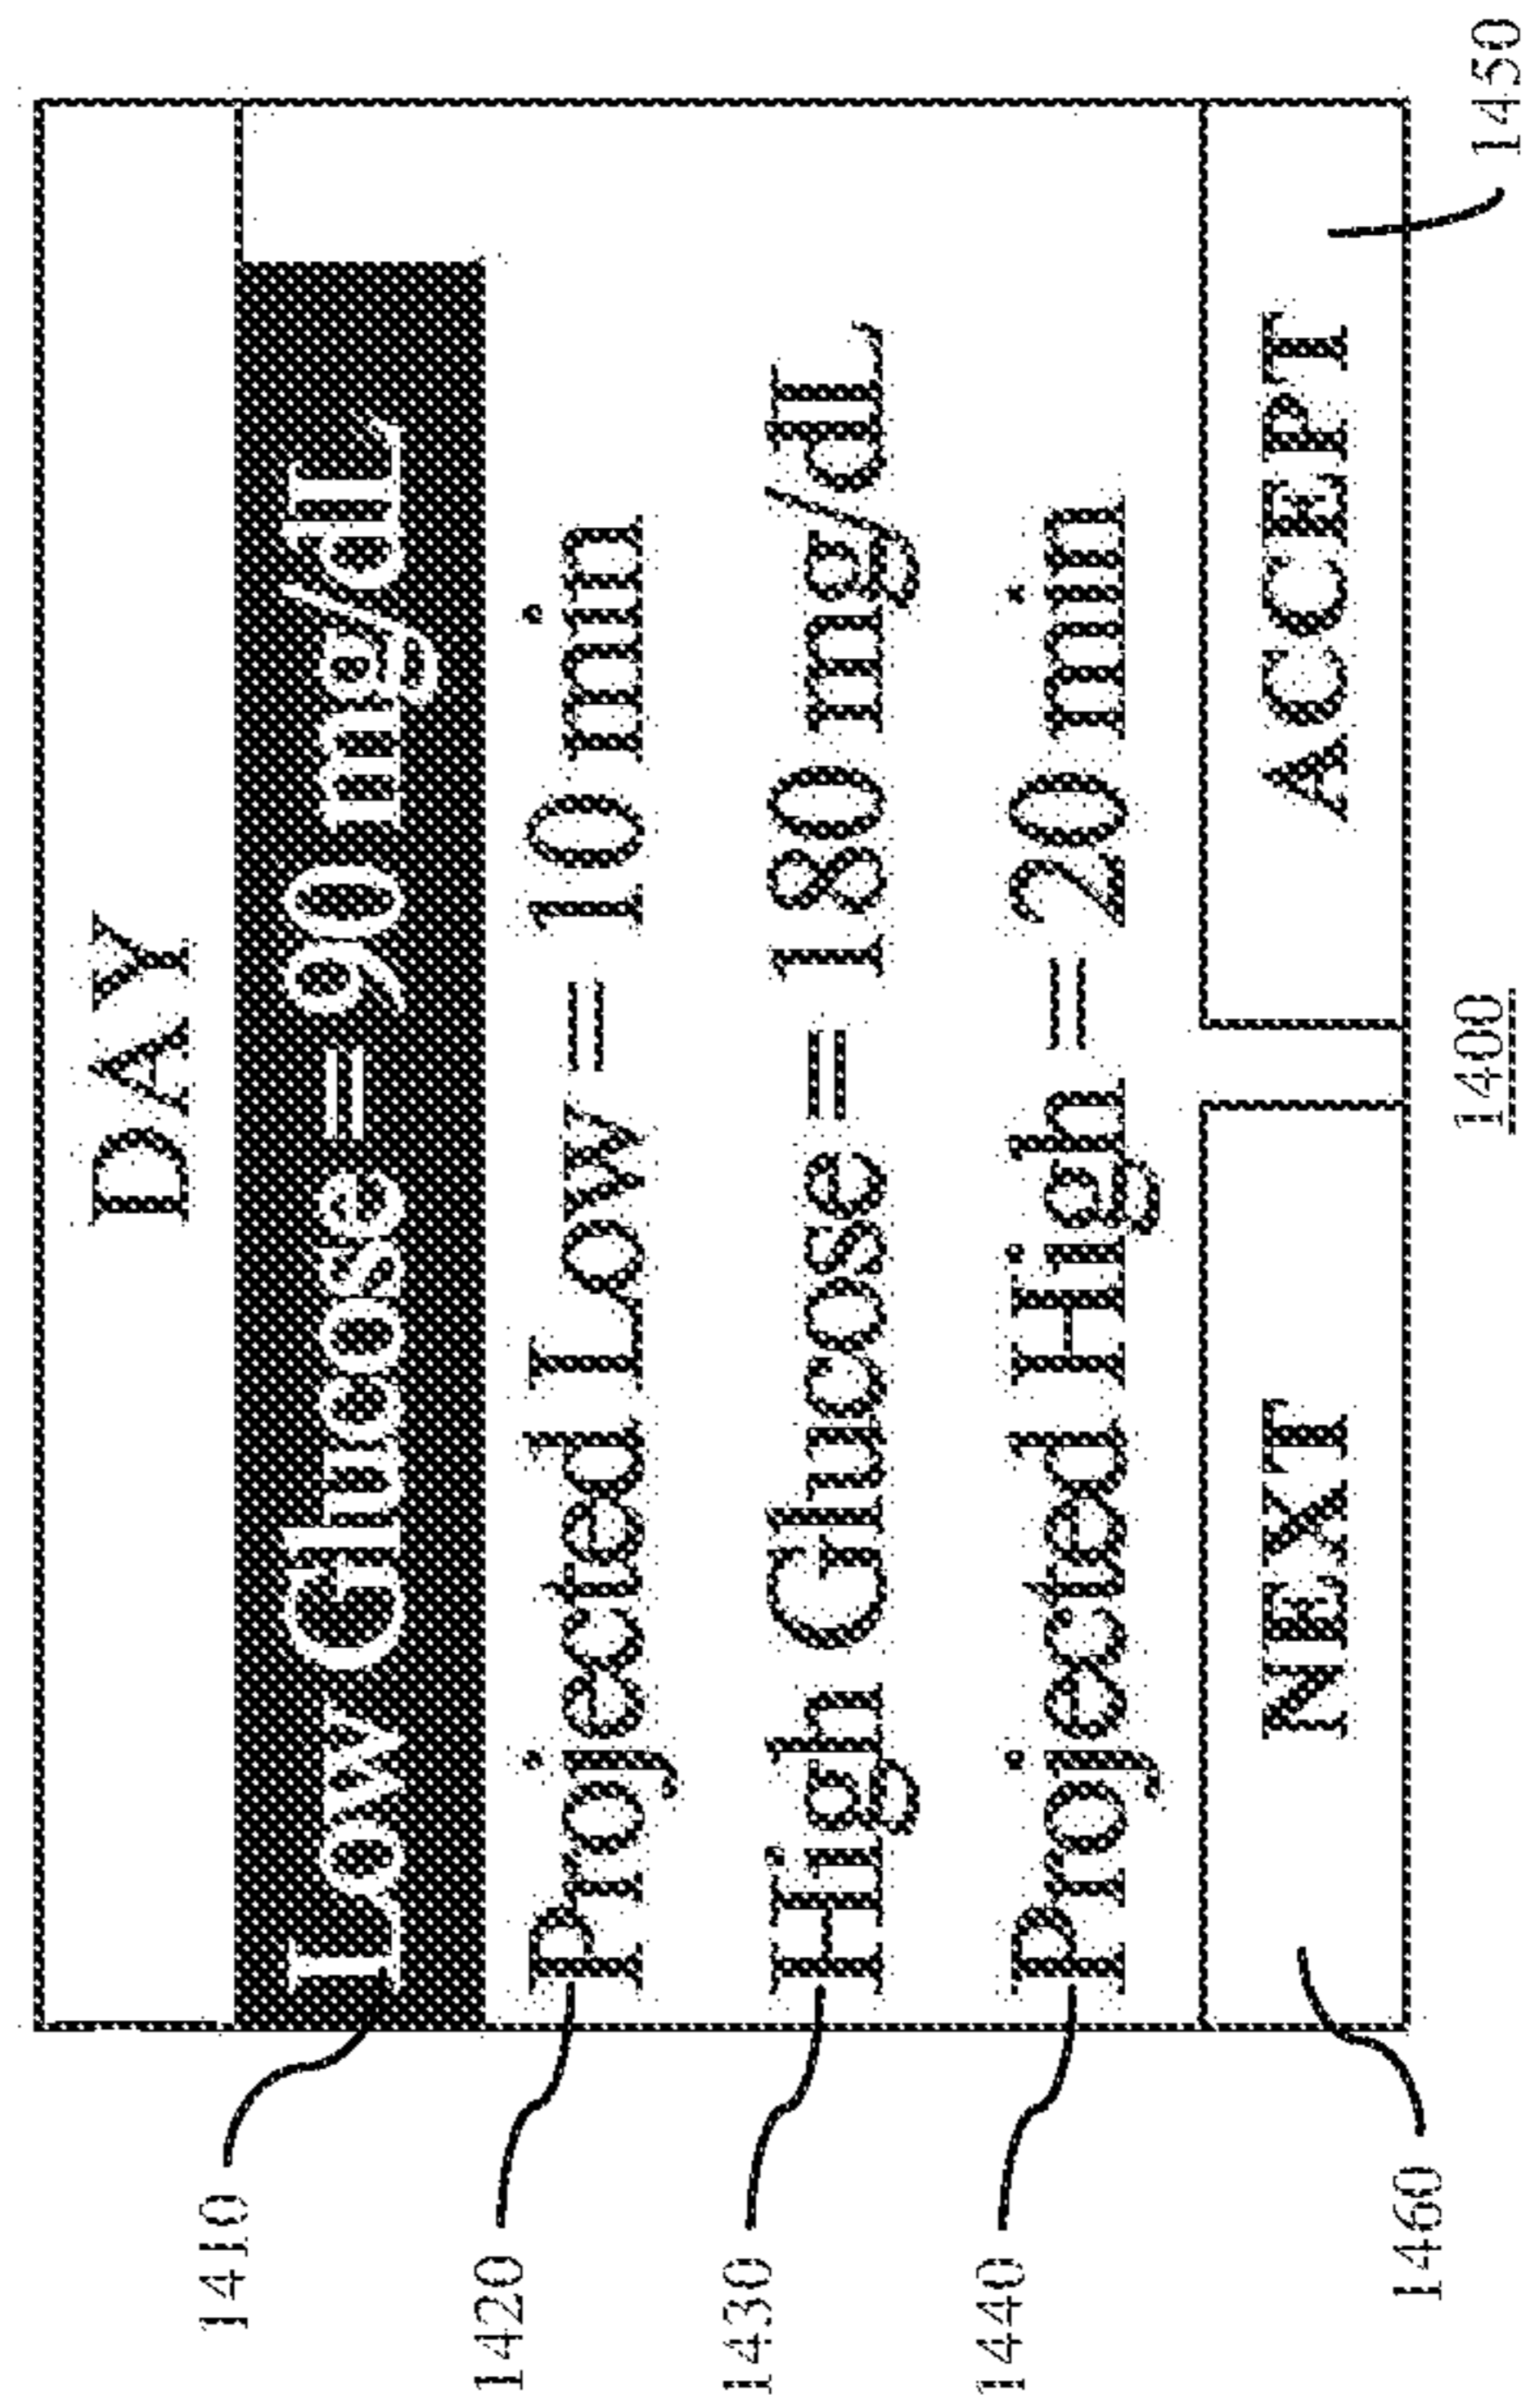 DAY
1410 Low Glucose = 90 mg/dL
1420 Projected Low = 10 min
1430 High Glucose = 180 mg/dL
1440 Projected High = 20 min
NEXT ACCEPT
1460 1450
1400